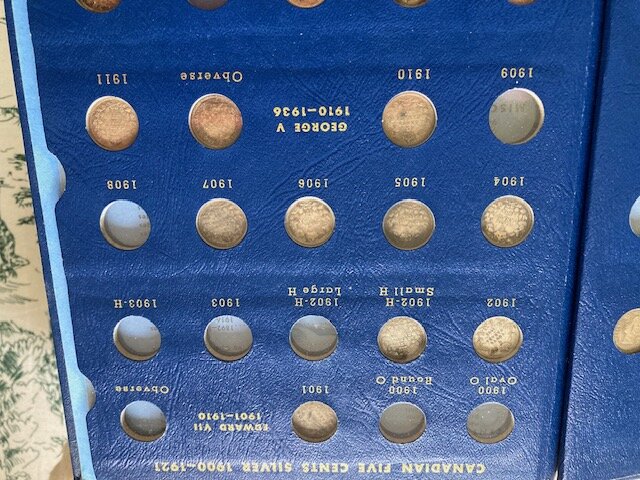 CANADIAN FIVE CENTS SILVER 1900-1921
EDWARD VII
1901-1910
1900 1900 1901 Obverse
Oval O Round O
1902 1902-H 1902-H 1903 1903-H
Small H Large H
1904 1905 1906 1907 1908
GEORGE V
1910-1936
1909 1910 Obverse 1911